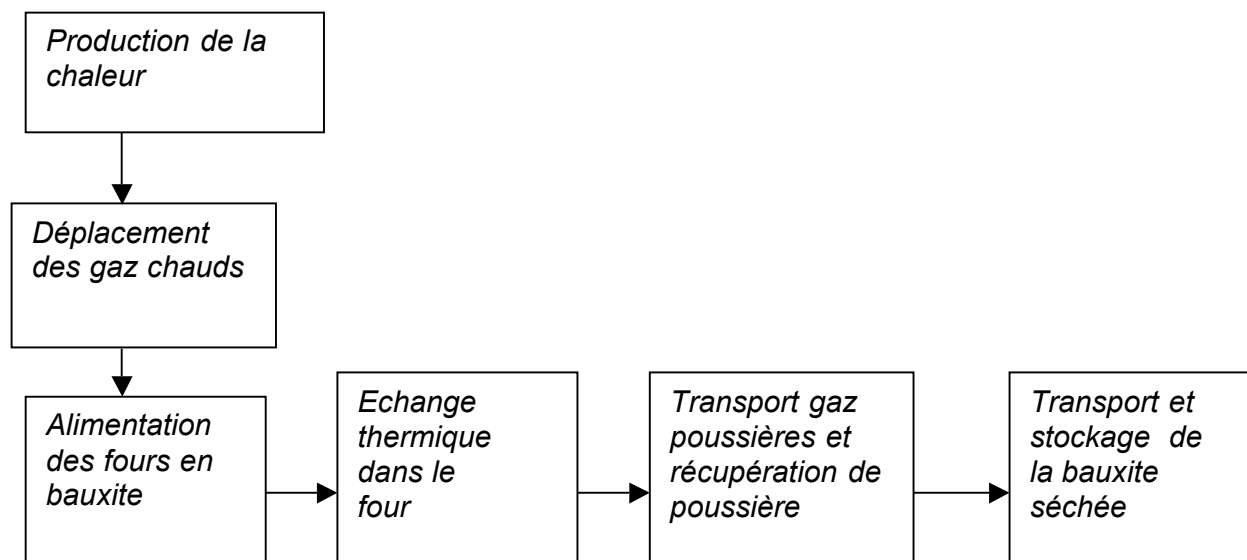 Production de la
chaleur
Déplacement
des gaz chauds
Alimentation
des fours en
bauxite
Echange
thermique
dans le
four
Transport gaz
poussières et
récupération de
poussière
Transport et
stockage de
la bauxite
séchée